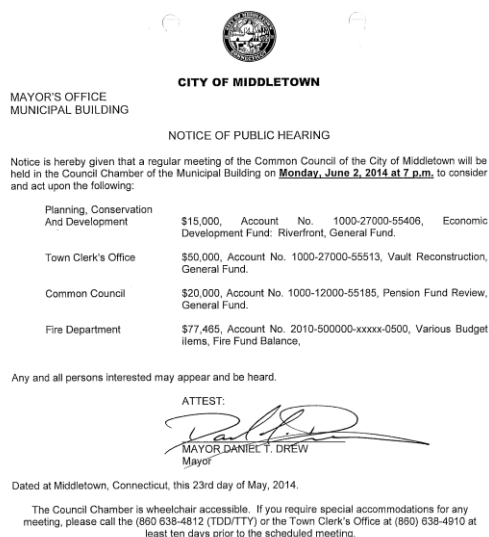 CITY OF MIDDLETOWN
MAYOR'S OFFICE
MUNICIPAL BUILDING
NOTICE OF PUBLIC HEARING
Notice is hereby given that a regular meeting of the Common Council of the City of Middletown will be
held in the Council Chamber of the Municipal Building on Monday, June 2, 2014 at 7 p.m. to consider
and act upon the following:
Planning, Conservation
And Development
$15,000, Account No. 1000-27000-55406, Economic
Development Fund: Riverfront, General Fund.
Town Clerk's Office
$50,000, Account No. 1000-27000-55513, Vault Reconstruction,
General Fund.
Common Council
$20,000, Account No. 1000-12000-55185, Pension Fund Review,
General Fund.
Fire Department
$77,465, Account No. 2010-500000-xxxxx-0500, Various Budget
items, Fire Fund Balance,
Any and all persons interested may appear and be heard.
ATTEST:
MAYOR DANIEL T. DREW
Mayor
Dated at Middletown, Connecticut, this 23rd day of May, 2014.
The Council Chamber is wheelchair accessible. If you require special accommodations for any
meeting, please call the (860 638-4812 (TDD/TTY) or the Town Clerk's Office at (860) 638-4910 at
least ten days prior to the scheduled meeting.